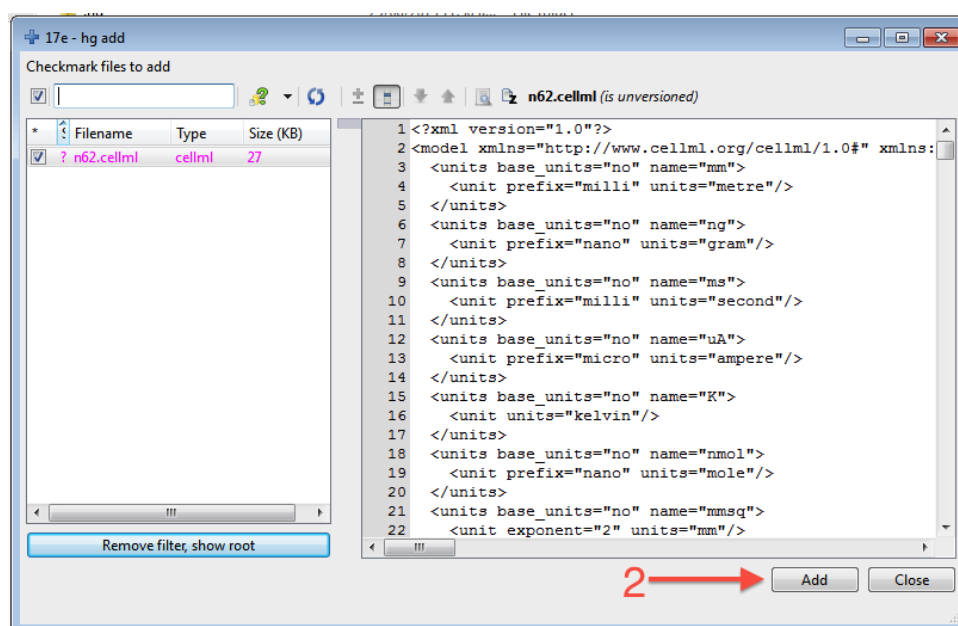 17e - hg add
Checkmark files to add
n62.cellml (is unversioned)
* Filename Type Size (KB)
? n62.cellml cellml 27
1 <?xml version="1.0"?>
2 <model xmlns="http://www.cellml.org/cellml/1.0#" xmlns:
3 <units base_units="no" name="mm">
4 <unit prefix="milli" units="metre"/>
5 </units>
6 <units base_units="no" name="ng">
7 <unit prefix="nano" units="gram"/>
8 </units>
9 <units base_units="no" name="ms">
10 <unit prefix="milli" units="second"/>
11 </units>
12 <units base_units="no" name="uA">
13 <unit prefix="micro" units="ampere"/>
14 </units>
15 <units base_units="no" name="K">
16 <unit units="kelvin"/>
17 </units>
18 <units base_units="no" name="nmol">
19 <unit prefix="nano" units="mole"/>
20 </units>
21 <units base_units="no" name="mmsq">
22 <unit exponent="2" units="mm"/>
Remove filter, show root
2
Add Close